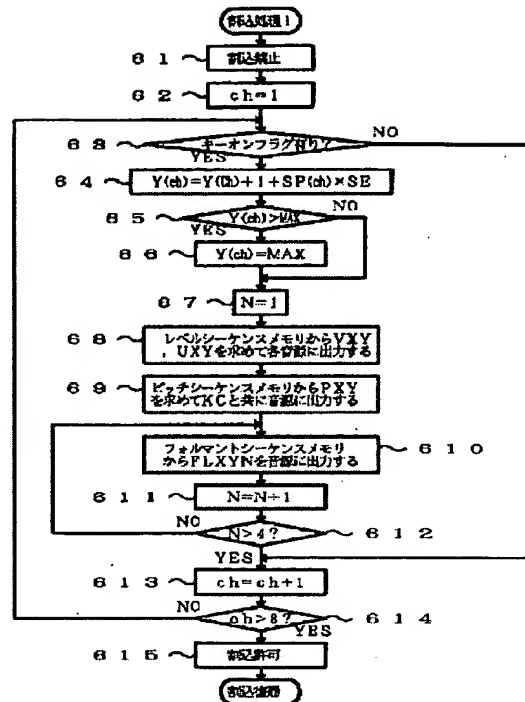 割込処理1
61
割込禁止
62
ch=1
63
キーオンフラグ有り?
NO
YES
64
Y(ch)=Y(Ch)+1+SP(ch)×SE
65
Y(ch)>MAX
NO
YES
66
Y(ch)=MAX
67
N=1
68
レベルシーケンスメモリからVXY
,UXYを求めて各音源に出力する
69
ピッチシーケンスメモリからPXY
を求めてKCと共に音源に出力する
フォルマントシーケンスメモリ
からFLXYNを音源に出力する
610
611
N=N+1
NO
N>4?
612
YES
613
ch=ch+1
NO
ch>8?
614
YES
615
割込許可
割込復帰